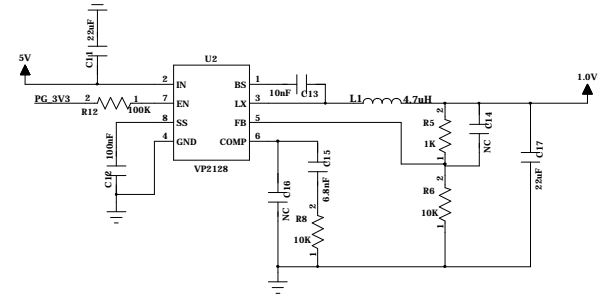 22uF
C11
5V
U2
1.0V
2 IN
BS 1
10nF C13
PG_3V3 2 1 7 EN
R12 100K
LX 3
L1 4.7uH
8 SS
FB 5
4 GND
COMP 6
VP2128
100nF
C12
C15
6.8nF
C16
NC
2
R8
10K
1
2
R5
1K
1
C14
NC
C17
22uF
2
R6
10K
1